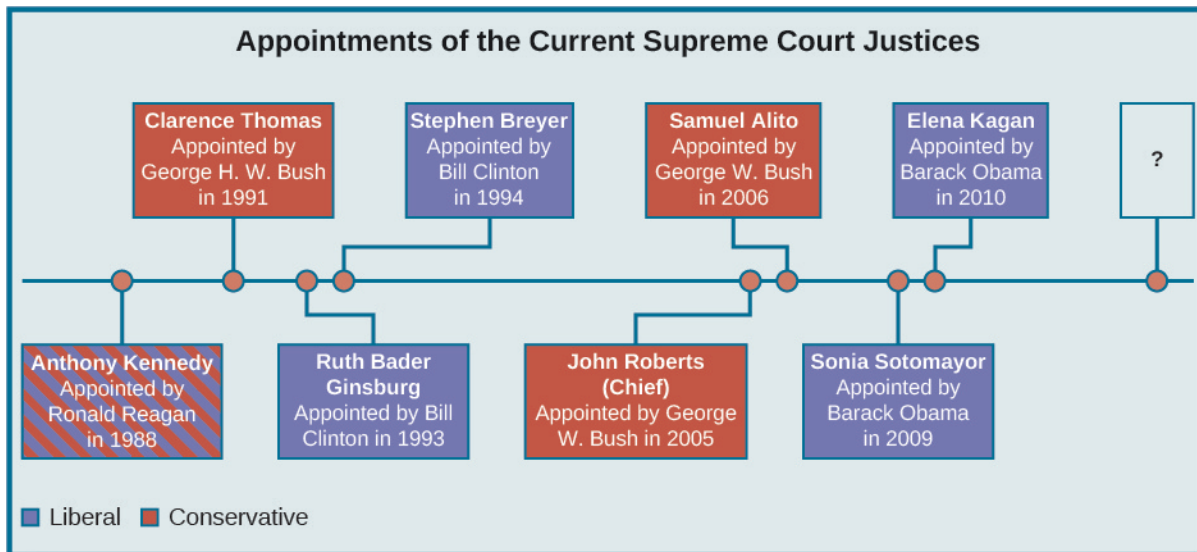 Appointments of the Current Supreme Court Justices
Clarence Thomas
Appointed by
George H. W. Bush
in 1991
Stephen Breyer
Appointed by
Bill Clinton
in 1994
Samuel Alito
Appointed by
George W. Bush
in 2006
Elena Kagan
Appointed by
Barack Obama
in 2010
?
Anthony Kennedy
Appointed by
Ronald Reagan
in 1988
Ruth Bader
Ginsburg
Appointed by Bill
Clinton in 1993
John Roberts
(Chief)
Appointed by George
W. Bush in 2005
Sonia Sotomayor
Appointed by
Barack Obama
in 2009
Liberal
Conservative